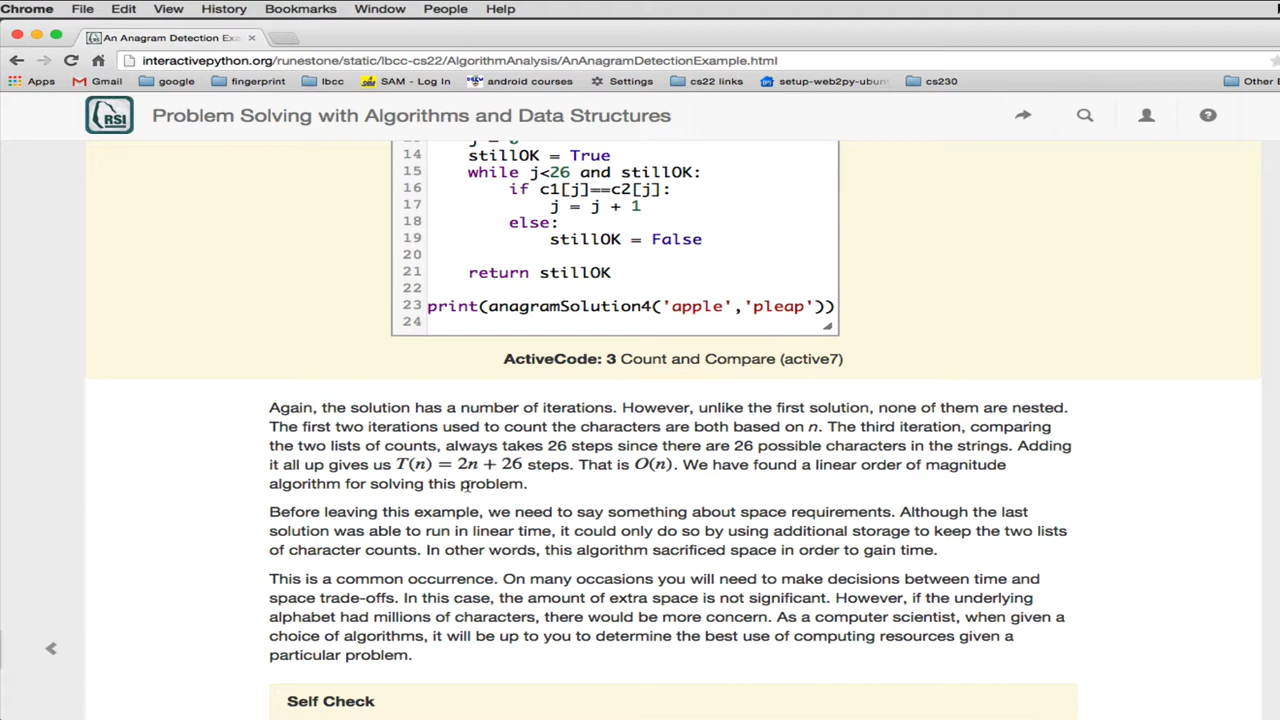 Chrome File Edit View History Bookmarks Window People Help
An Anagram Detection Exa
interactivepython.org/runestone/static/lbcc-cs22/AlgorithmAnalysis/AnAnagramDetectionExample.html
Apps Gmail google fingerprint lbcc SAM - Log In android courses Settings cs22 links setup-web2py-ubun cs230 Other B
RSI Problem Solving with Algorithms and Data Structures
14 stillOK = True
15 while j<26 and stillOK:
16 if c1[j]==c2[j]:
17 j = j + 1
18 else:
19 stillOK = False
20
21 return stillOK
22
23 print(anagramSolution4('apple','pleap'))
24
ActiveCode: 3 Count and Compare (active7)
Again, the solution has a number of iterations. However, unlike the first solution, none of them are nested.
The first two iterations used to count the characters are both based on n. The third iteration, comparing
the two lists of counts, always takes 26 steps since there are 26 possible characters in the strings. Adding
it all up gives us T(n) = 2n + 26 steps. That is O(n). We have found a linear order of magnitude
algorithm for solving this problem.
Before leaving this example, we need to say something about space requirements. Although the last
solution was able to run in linear time, it could only do so by using additional storage to keep the two lists
of character counts. In other words, this algorithm sacrificed space in order to gain time.
This is a common occurrence. On many occasions you will need to make decisions between time and
space trade-offs. In this case, the amount of extra space is not significant. However, if the underlying
alphabet had millions of characters, there would be more concern. As a computer scientist, when given a
choice of algorithms, it will be up to you to determine the best use of computing resources given a
particular problem.
Self Check